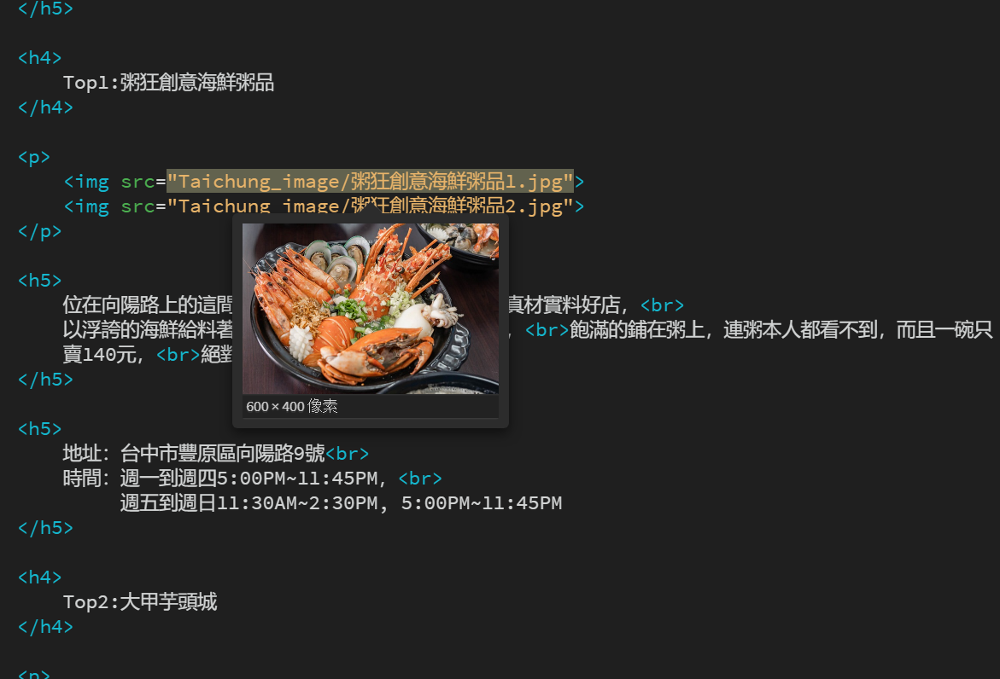 </h5>
<h4>
Top1:粥狂創意海鮮粥品
</h4>
<p>
<img src="Taichung_image/粥狂創意海鮮粥品1.jpg">
<img src="Taichung_image/粥狂創意海鮮粥品2.jpg">
</p>
<h5>
位在向陽路上的這間 真材實料好店，<br>
以浮誇的海鮮給料著 ，<br>飽滿的鋪在粥上，連粥本人都看不到，而且一碗只
賣140元，<br>絕對
</h5>
600 × 400 像素
<h5>
地址：台中市豐原區向陽路9號<br>
時間：週一到週四5:00PM~11:45PM，<br>
週五到週日11:30AM~2:30PM, 5:00PM~11:45PM
</h5>
<h4>
Top2:大甲芋頭城
</h4>
<p>